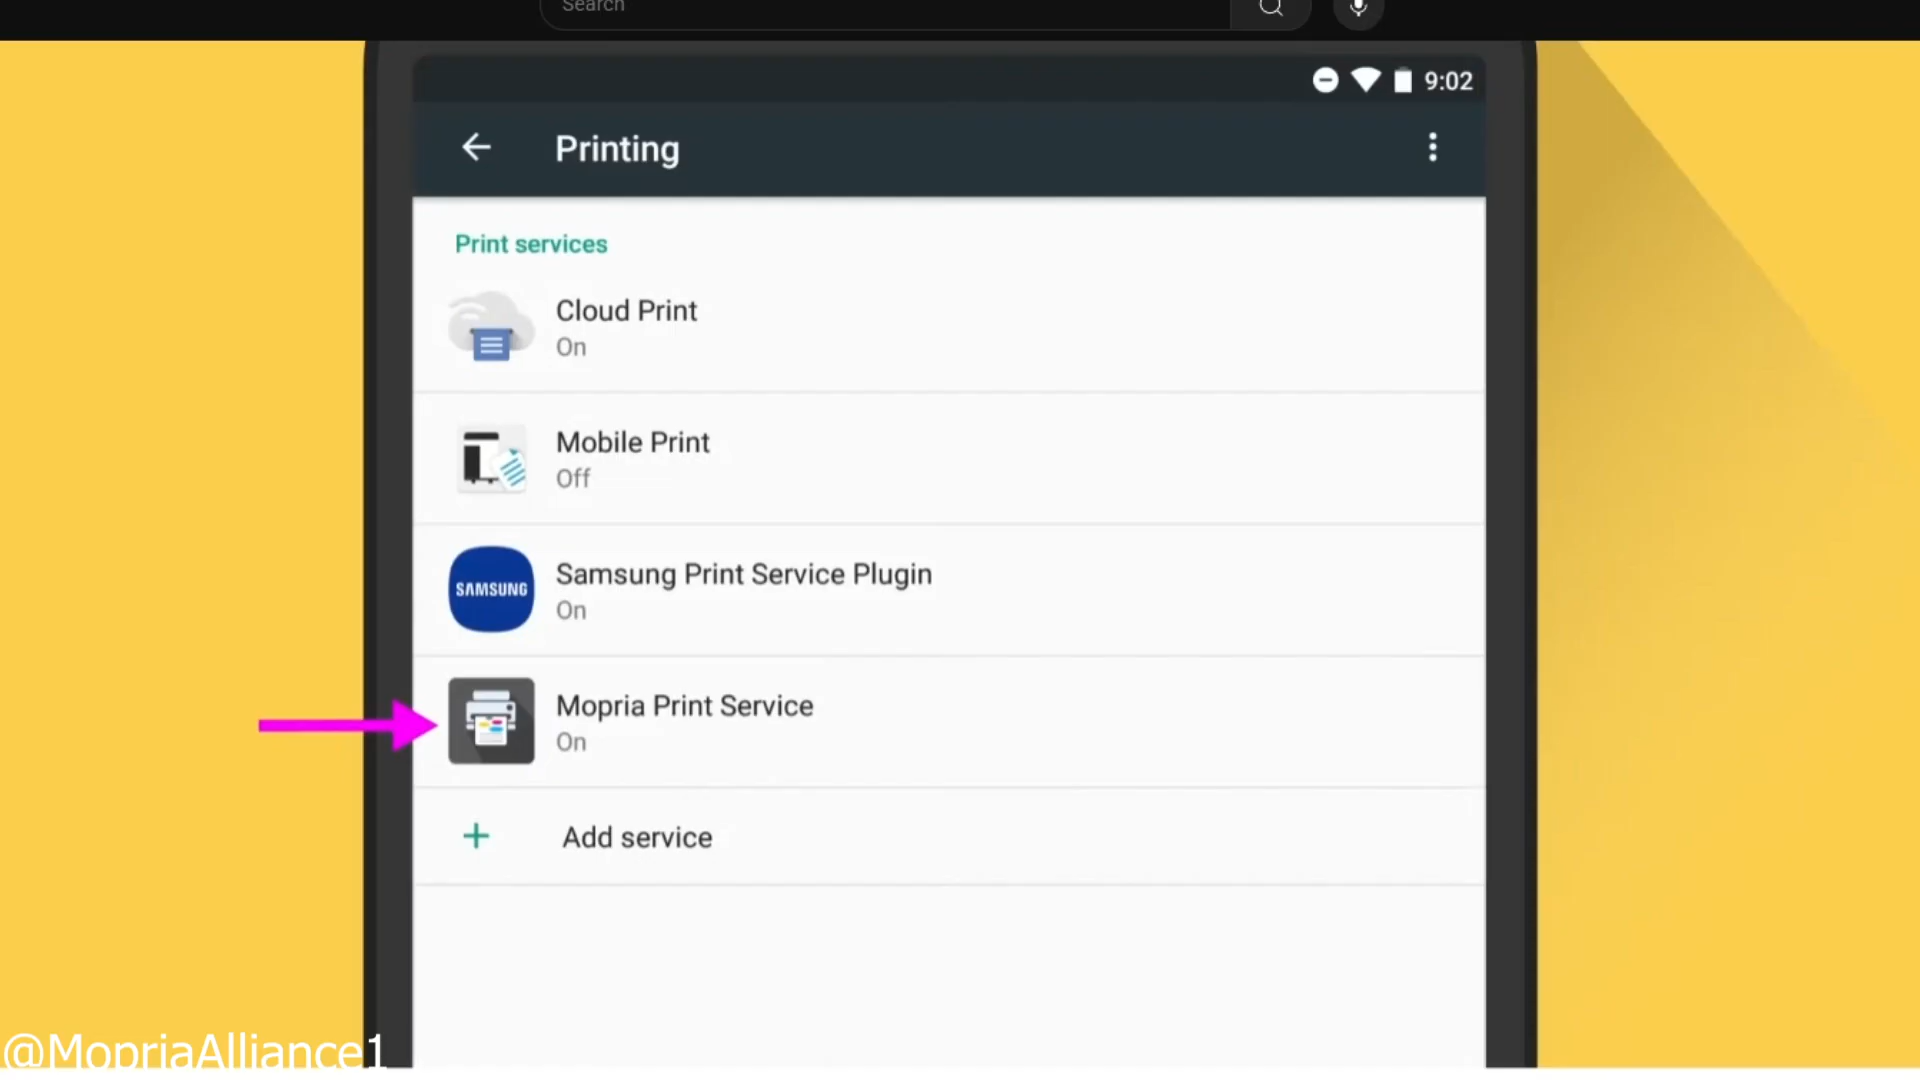 Search
9:02
Printing
Print services
Cloud Print
On
Mobile Print
Off
SAMSUNG
Samsung Print Service Plugin
On
Mopria Print Service
On
Add service
@MopriaAlliance1